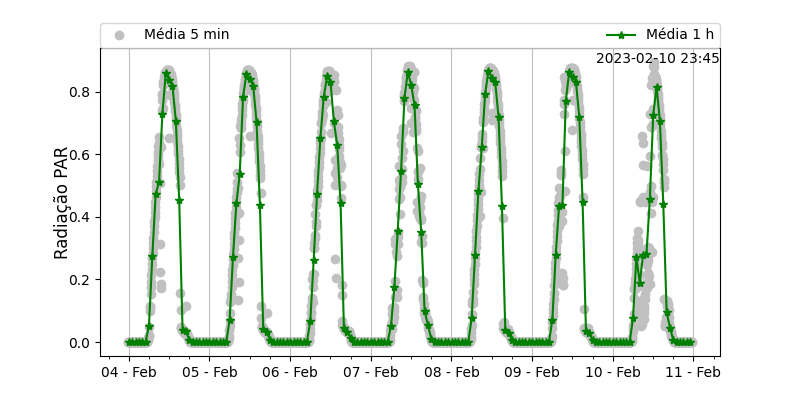 Média 5 min
Média 1 h
2023-02-10 23:45
Radiação PAR
0.8
0.6
0.4
0.2
0.0
04 - Feb
05 - Feb
06 - Feb
07 - Feb
08 - Feb
09 - Feb
10 - Feb
11 - Feb